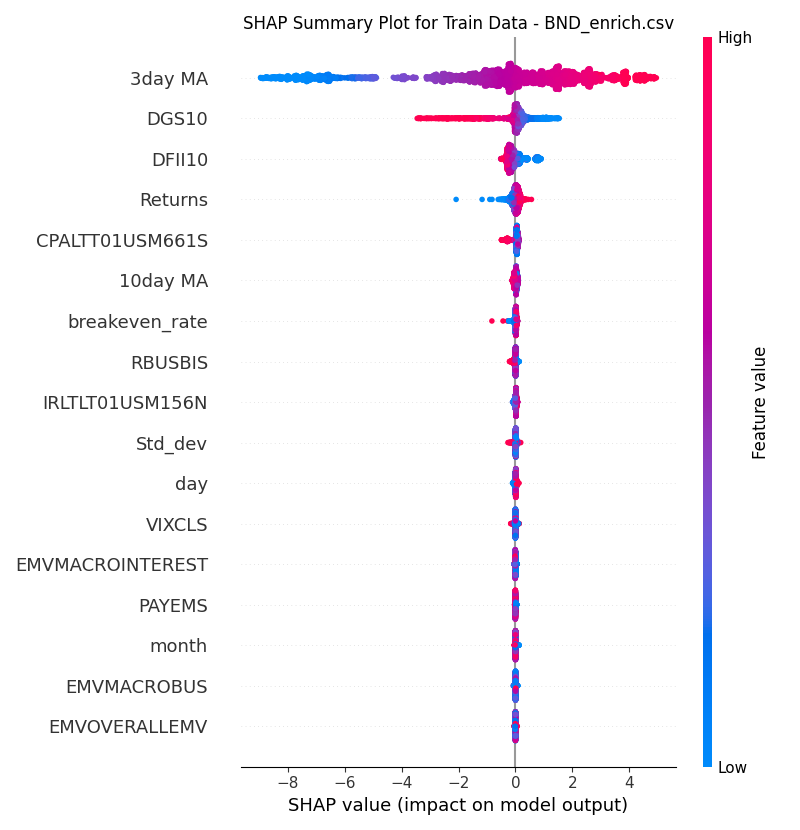 SHAP Summary Plot for Train Data - BND_enrich.csv
High
3day MA
DGS10
DFII10
Returns
CPALTT01USM661S
10day MA
breakeven_rate
RBUSBIS
IRLTLT01USM156N
Std_dev
day
VIXCLS
EMVMACROINTEREST
PAYEMS
month
EMVMACROBUS
EMVOVERALLEMV
Feature value
Low
−8 −6 −4 −2 0 2 4
SHAP value (impact on model output)